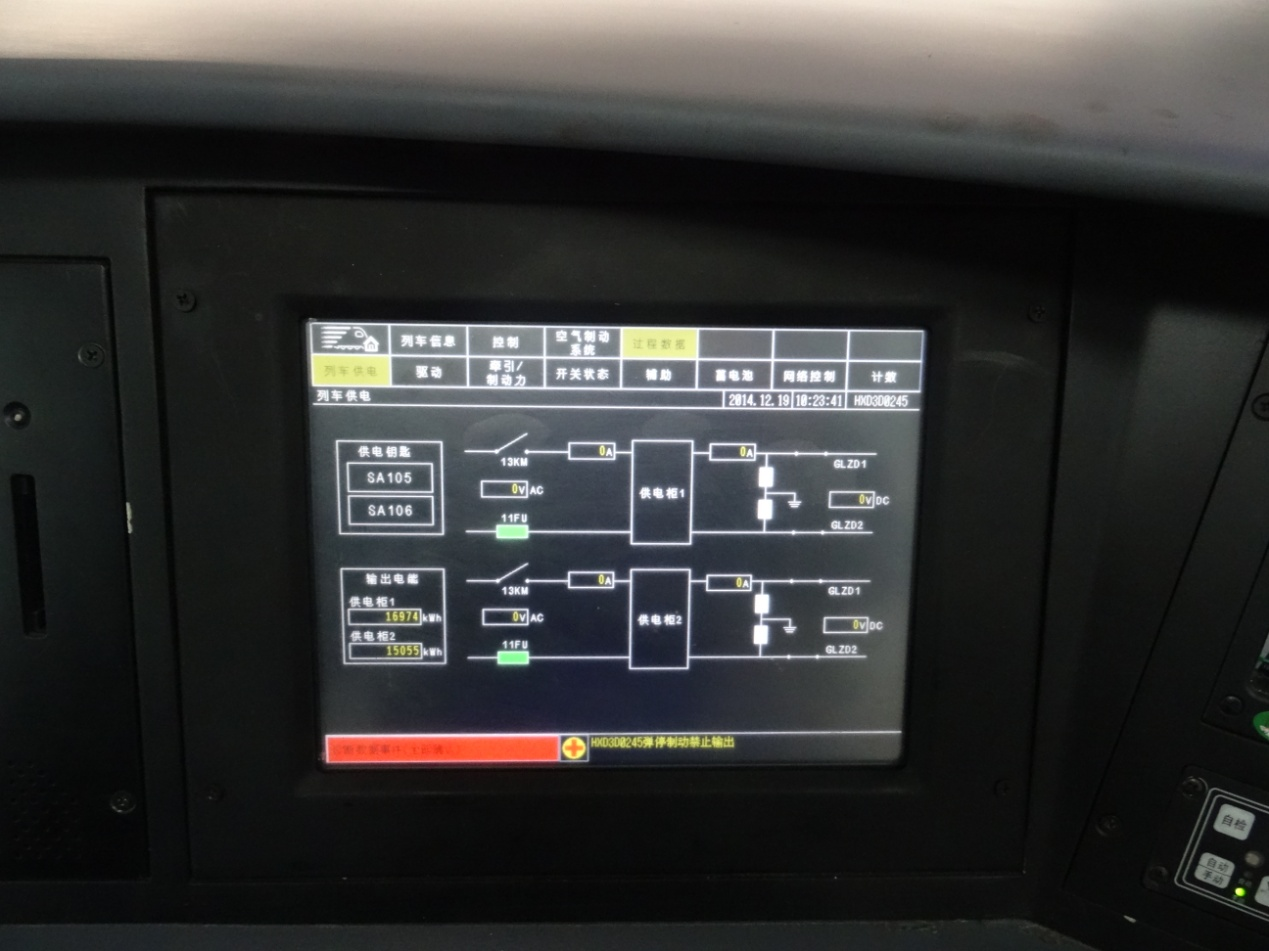 列车信息
控制
空气制动
系统
过程数据
列车供电
驱动
牵引/
制动力
开关状态
辅助
蓄电池
网络控制
计数
列车供电
2014.12.19
10:23:41
HXD3D0245
供电钥匙
SA105
SA106
13KM
0A
0V AC
11FU
供电柜1
0A
GLZD1
0V DC
GLZD2
输出电能
供电柜1
16974 kWh
供电柜2
15055 kWh
13KM
0A
0V AC
11FU
供电柜2
0A
GLZD1
0V DC
GLZD2
HXD3D0245弹停制动禁止输出
自检
自动
手动